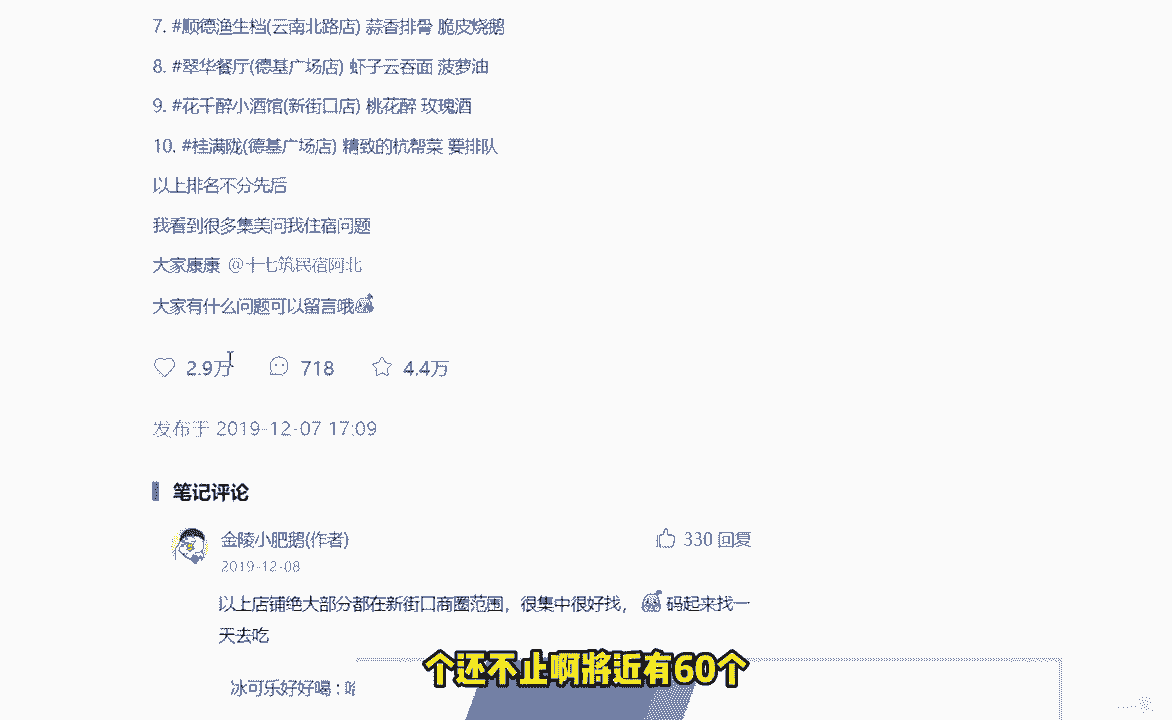 7. #顺德渔生档(云南北路店) 蒜香排骨 脆皮烧鹅
8. #翠华餐厅(德基广场店) 虾子云吞面 菠萝油
9. #花千醉小酒馆(新街口店) 桃花醉 玫瑰酒
10. #桂满陇(德基广场店) 精致的杭帮菜 要排队
以上排名不分先后
我看到很多集美问我住宿问题
大家康康 @十七筑民宿阿北
大家有什么问题可以留言哦
2.9万 718 4.4万
发布于 2019-12-07 17:09
笔记评论
金陵小肥鹅(作者) 330 回复
2019-12-08
以上店铺绝大部分都在新街口商圈范围，很集中很好找， 码起来找一
天去吃
个还不止啊將近有60个
冰可乐好好喝 :